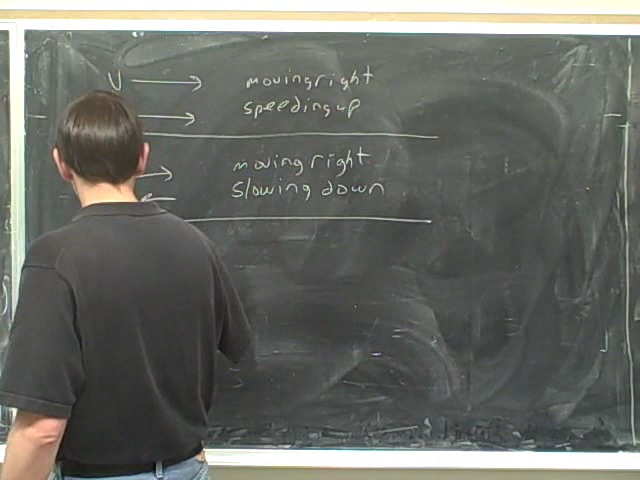 v → moving right
→ speeding up
→ moving right
← slowing down